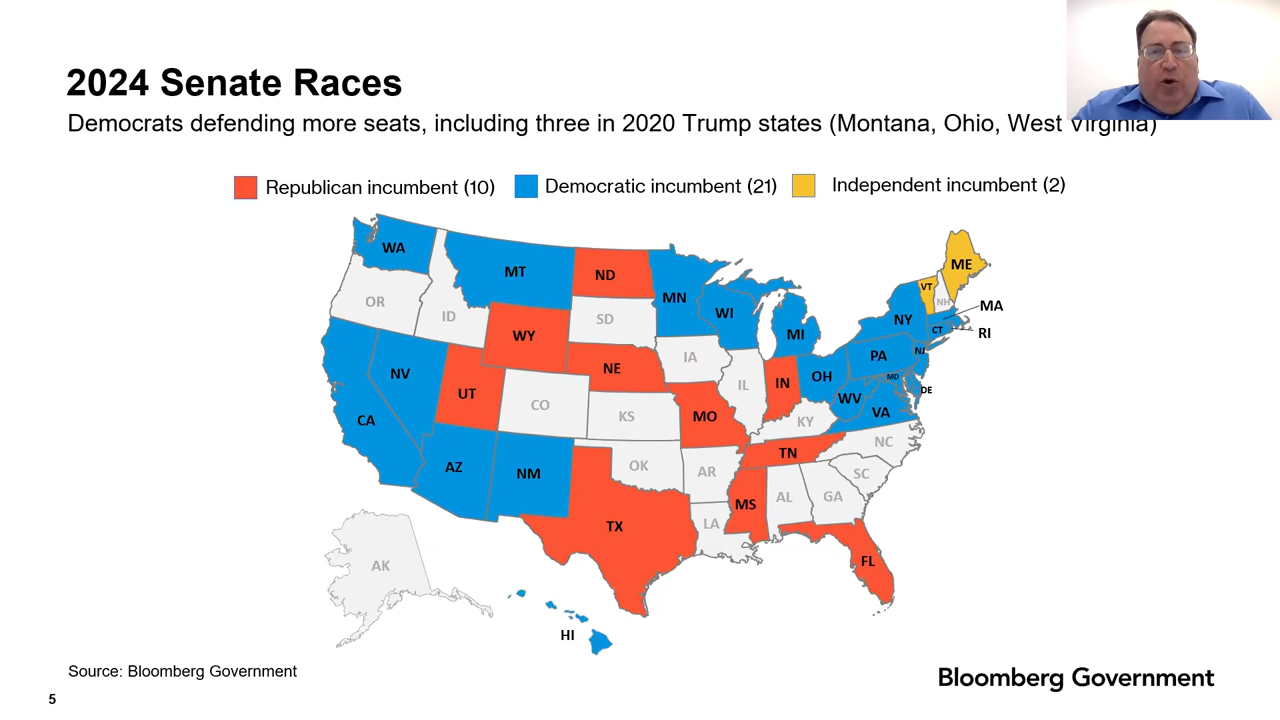 2024 Senate Races
Democrats defending more seats, including three in 2020 Trump states (Montana, Ohio, West Virginia)
Republican incumbent (10)
Democratic incumbent (21)
Independent incumbent (2)
WA
MT
ND
MN
OR
ID
SD
WI
MI
NY
VT
NH
ME
MA
RI
CT
WY
NE
IA
PA
NJ
NV
UT
CO
KS
MO
IL
IN
OH
WV
MD
DE
VA
KY
CA
AZ
NM
OK
AR
TN
NC
SC
TX
LA
MS
AL
GA
FL
AK
HI
Source: Bloomberg Government
Bloomberg Government
5